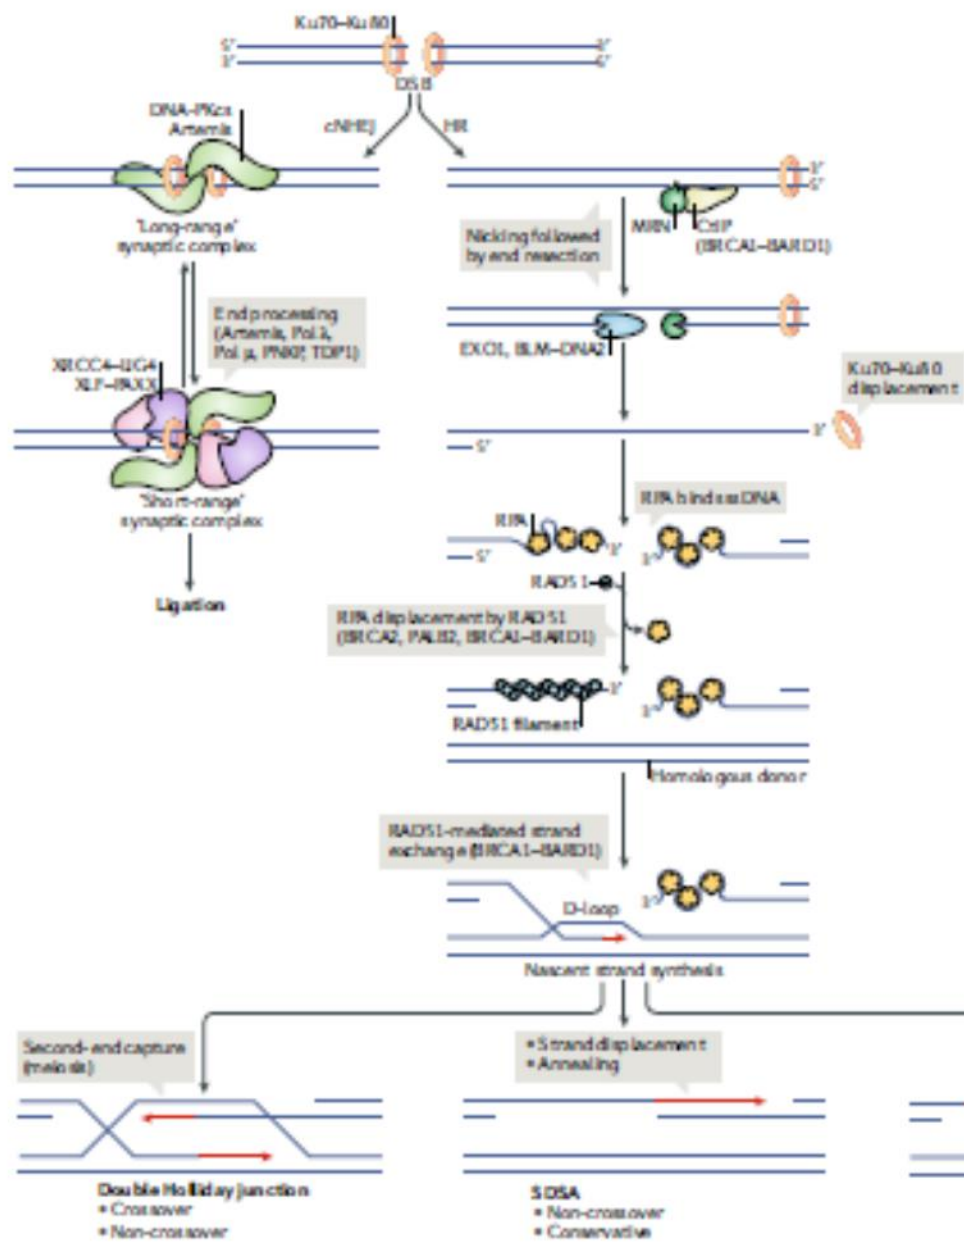 Ku70–Ku80
5′
3′
3′
5′
DSB
cNHEJ
HR
DNA-PKcs
Artemis
'Long-range'
synaptic complex
3′
5′
MRN
CtIP
(BRCA1–BARD1)
Nicking followed
by end resection
End processing
(Artemis, Pol λ,
Pol μ, PNKP, TDP1)
XRCC4–LIG4
XLF–PAXX
EXO1, BLM–DNA2
Ku70–Ku80
displacement
3′
5′
'Short-range'
synaptic complex
Ligation
RPA binds ssDNA
RPA
3′
3′
5′
RAD51
RPA displacement by RAD51
(BRCA2, PALB2, BRCA1–BARD1)
3′
3′
RAD51 filament
Homologous donor
RAD51-mediated strand
exchange (BRCA1–BARD1)
3′
D-loop
Nascent strand synthesis
Second-end capture
(meiosis)
• Strand displacement
• Annealing
Double Holliday junction
• Crossover
• Non-crossover
SDSA
• Non-crossover
• Conservative